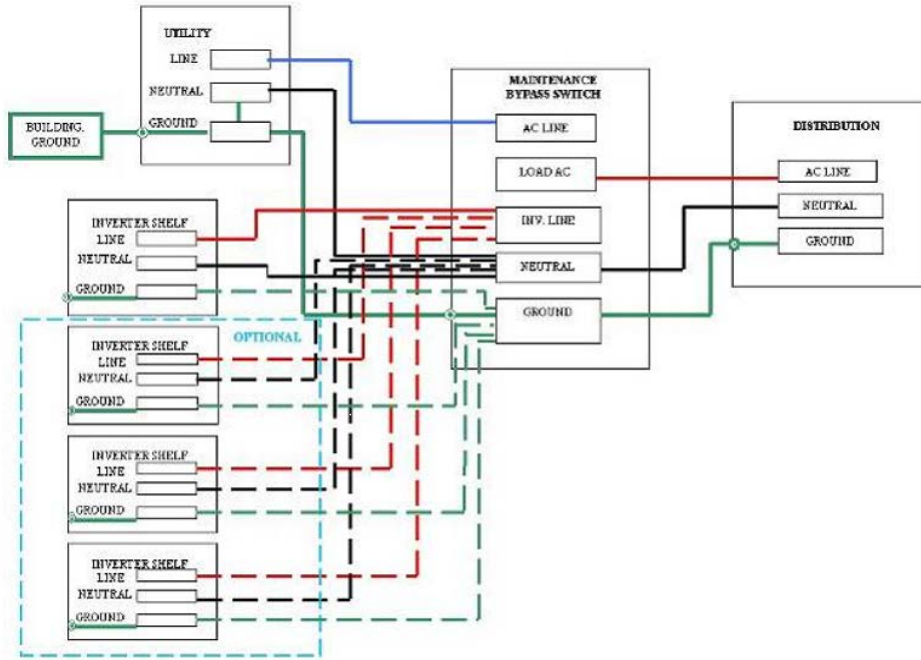 UTILITY
LINE
NEUTRAL
GROUND
BUILDING.
GROUND
MAINTENANCE
BYPASS SWITCH
AC LINE
LOAD AC
INV. LINE
NEUTRAL
GROUND
DISTRIBUTION
AC LINE
NEUTRAL
GROUND
INVERTER SHELF
LINE
NEUTRAL
GROUND
OPTIONAL
INVERTER SHELF
LINE
NEUTRAL
GROUND
INVERTER SHELF
LINE
NEUTRAL
GROUND
INVERTER SHELF
LINE
NEUTRAL
GROUND